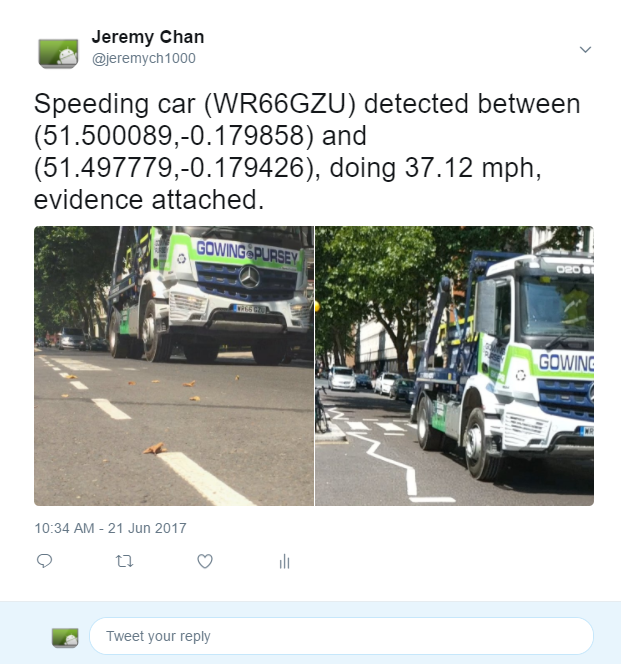 Jeremy Chan
@jeremych1000
Speeding car (WR66GZU) detected between
(51.500089,-0.179858) and
(51.497779,-0.179426), doing 37.12 mph,
evidence attached.
GOWING & PURSEY
WR66 GZU
020 8
GOWING
WR
10:34 AM - 21 Jun 2017
Tweet your reply